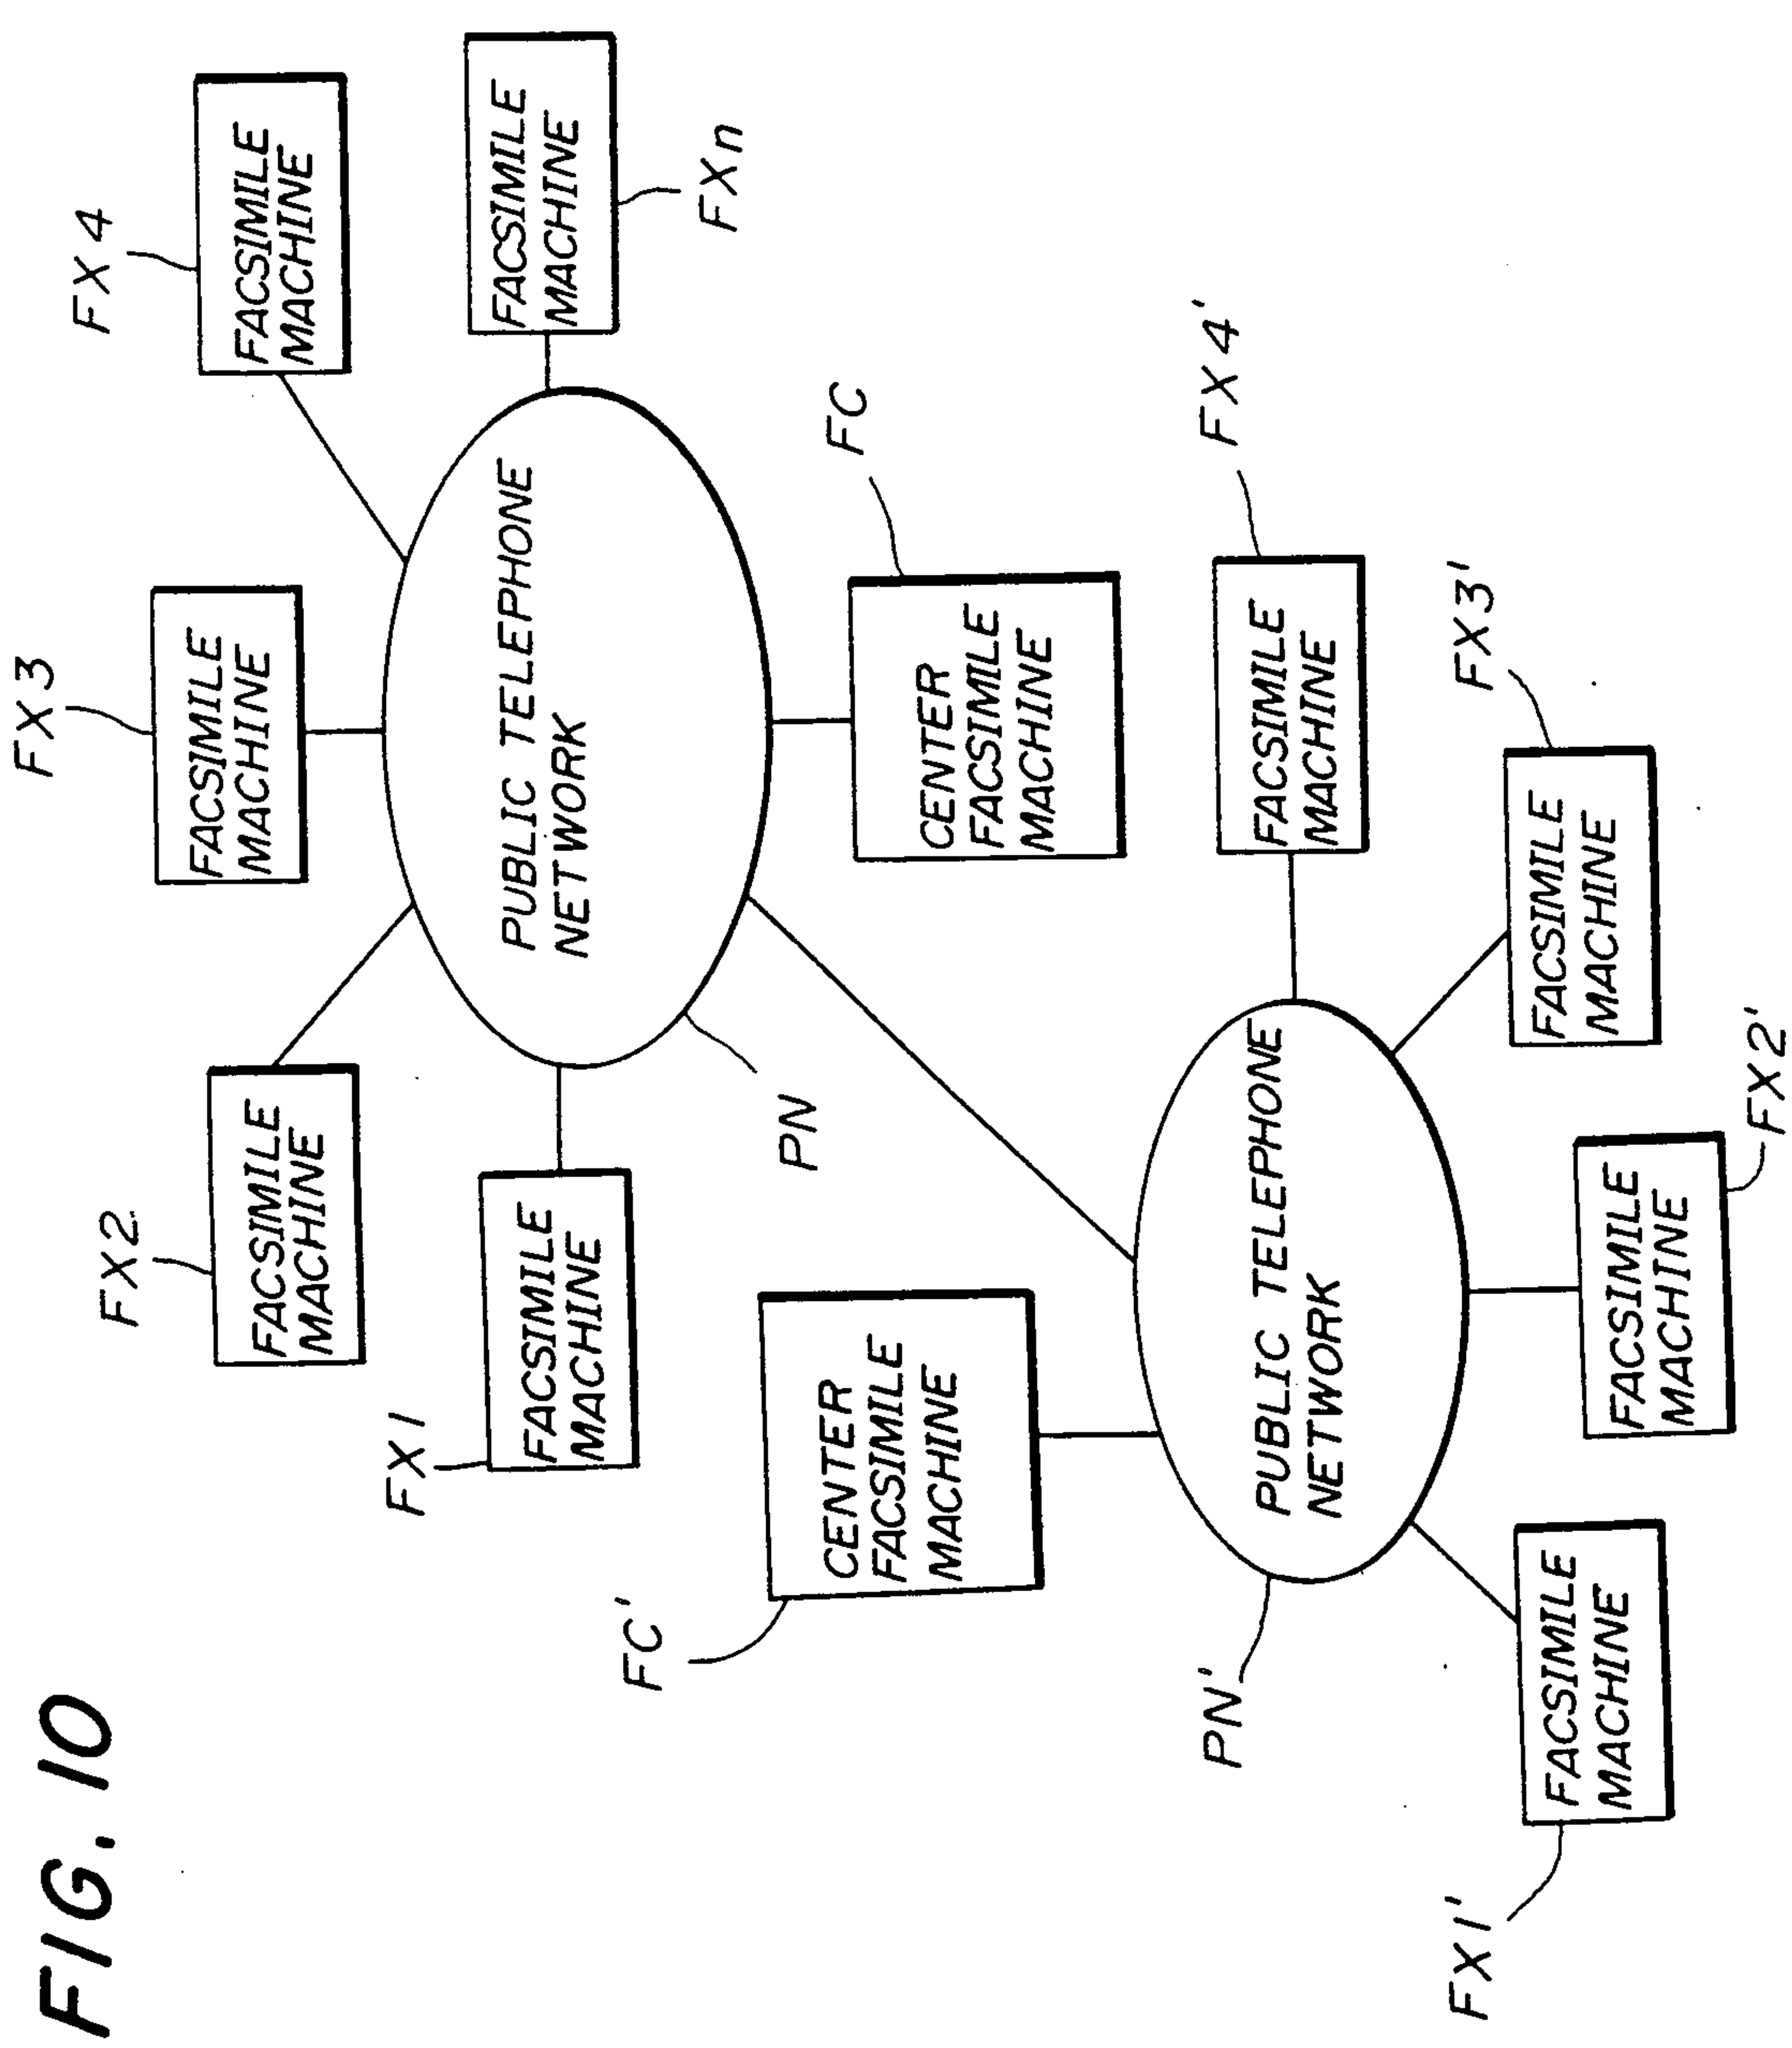 FIG. 10
FX1
FACSIMILE
MACHINE
FX2
FACSIMILE
MACHINE
FX3
FACSIMILE
MACHINE
FX4
FACSIMILE
MACHINE
FACSIMILE
MACHINE
FXn
PUBLIC TELEPHONE
NETWORK
PN
FC
CENTER
FACSIMILE
MACHINE
FC'
CENTER
FACSIMILE
MACHINE
PUBLIC TELEPHONE
NETWORK
PN'
FX4'
FACSIMILE
MACHINE
FX3'
FACSIMILE
MACHINE
FX2'
FACSIMILE
MACHINE
FX1'
FACSIMILE
MACHINE